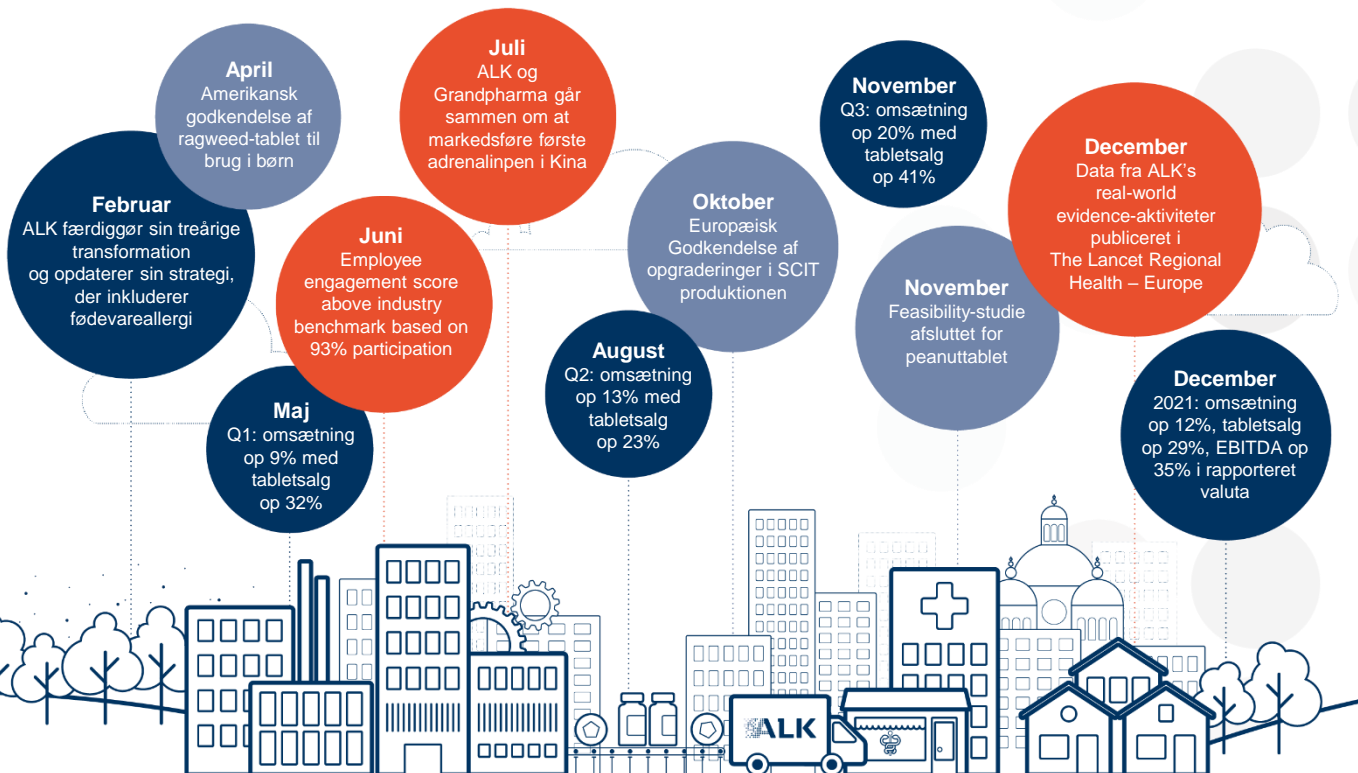 Februar
ALK færdiggør sin treårige
transformation
og opdaterer sin strategi,
der inkluderer
fødevareallergi
April
Amerikansk
godkendelse af
ragweed-tablet til
brug i børn
Maj
Q1: omsætning
op 9% med
tabletsalg
op 32%
Juni
Employee
engagement score
above industry
benchmark based on
93% participation
Juli
ALK og
Grandpharma går
sammen om at
markedsføre første
adrenalinpen i Kina
August
Q2: omsætning
op 13% med
tabletsalg
op 23%
Oktober
Europæisk
Godkendelse af
opgraderinger i SCIT
produktionen
November
Q3: omsætning
op 20% med
tabletsalg
op 41%
November
Feasibility-studie
afsluttet for
peanuttablet
December
Data fra ALK's
real-world
evidence-aktiviteter
publiceret i
The Lancet Regional
Health – Europe
December
2021: omsætning
op 12%, tabletsalg
op 29%, EBITDA op
35% i rapporteret
valuta
ALK